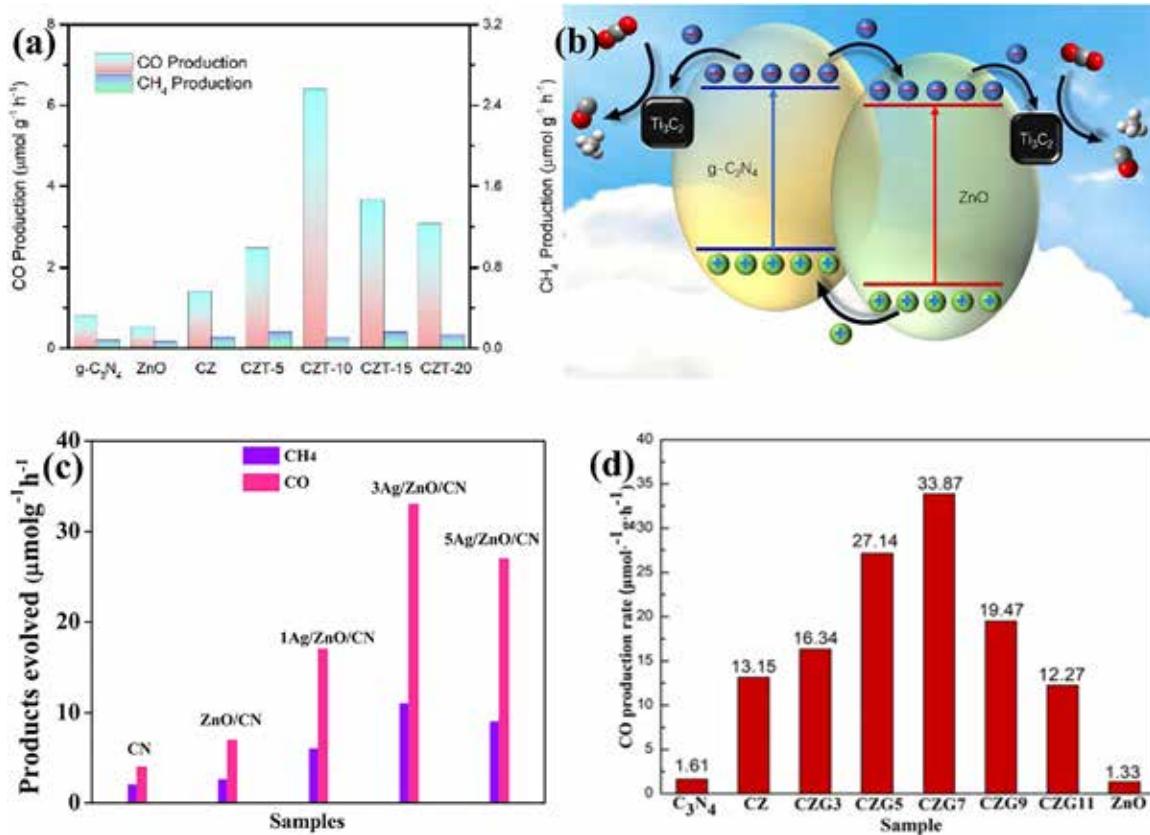 (a)
8
6
4
2
0
CO Production (μmol g⁻¹ h⁻¹)
CO Production
CH₄ Production
3.2
2.4
1.6
0.8
0.0
CH₄ Production (μmol g⁻¹ h⁻¹)
g-C₃N₄ ZnO CZ CZT-5 CZT-10 CZT-15 CZT-20
(b)
Ti₃C₂
g-C₃N₄
ZnO
Ti₃C₂
(c)
40
30
20
10
0
Products evolved (μmolg⁻¹h⁻¹)
CH₄
CO
CN
ZnO/CN
1Ag/ZnO/CN
3Ag/ZnO/CN
5Ag/ZnO/CN
Samples
(d)
40
35
30
25
20
15
10
5
0
CO production rate (μmol·⁻¹g·h⁻¹)
1.61
13.15
16.34
27.14
33.87
19.47
12.27
1.33
C₃N₄ CZ CZG3 CZG5 CZG7 CZG9 CZG11 ZnO
Sample